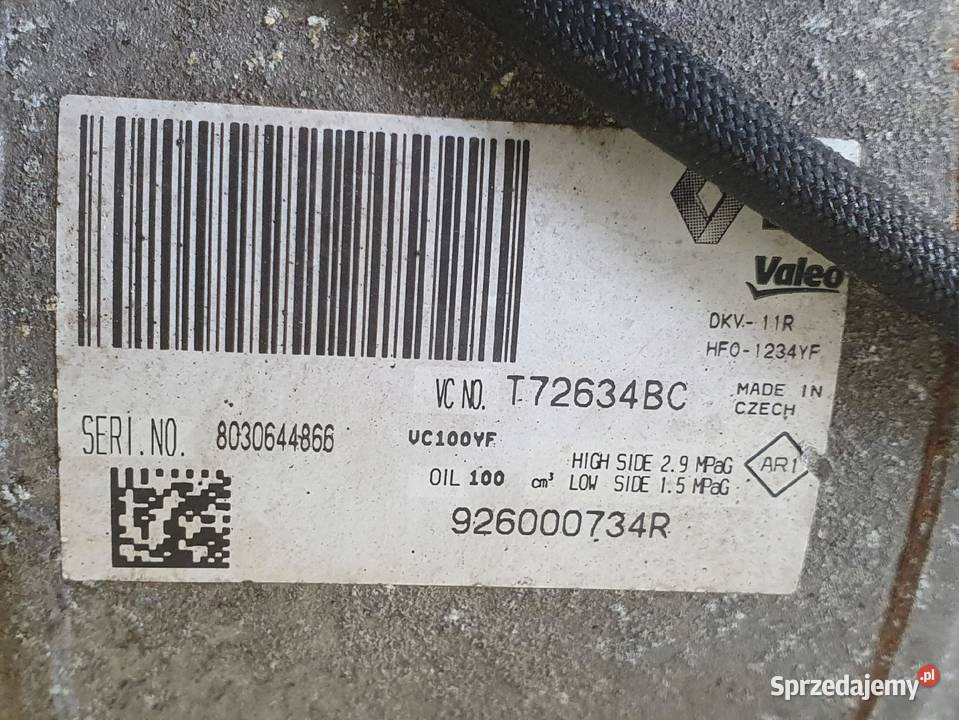 Valeo
DKV-11R
HFO-1234YF
VC NO. T72634BC
MADE IN
CZECH
SERI.NO. 8030644866
VC100YF
OIL 100 cm³
HIGH SIDE 2.9 MPaG
LOW SIDE 1.5 MPaG
AR1
926000734R
Sprzedajemy.pl